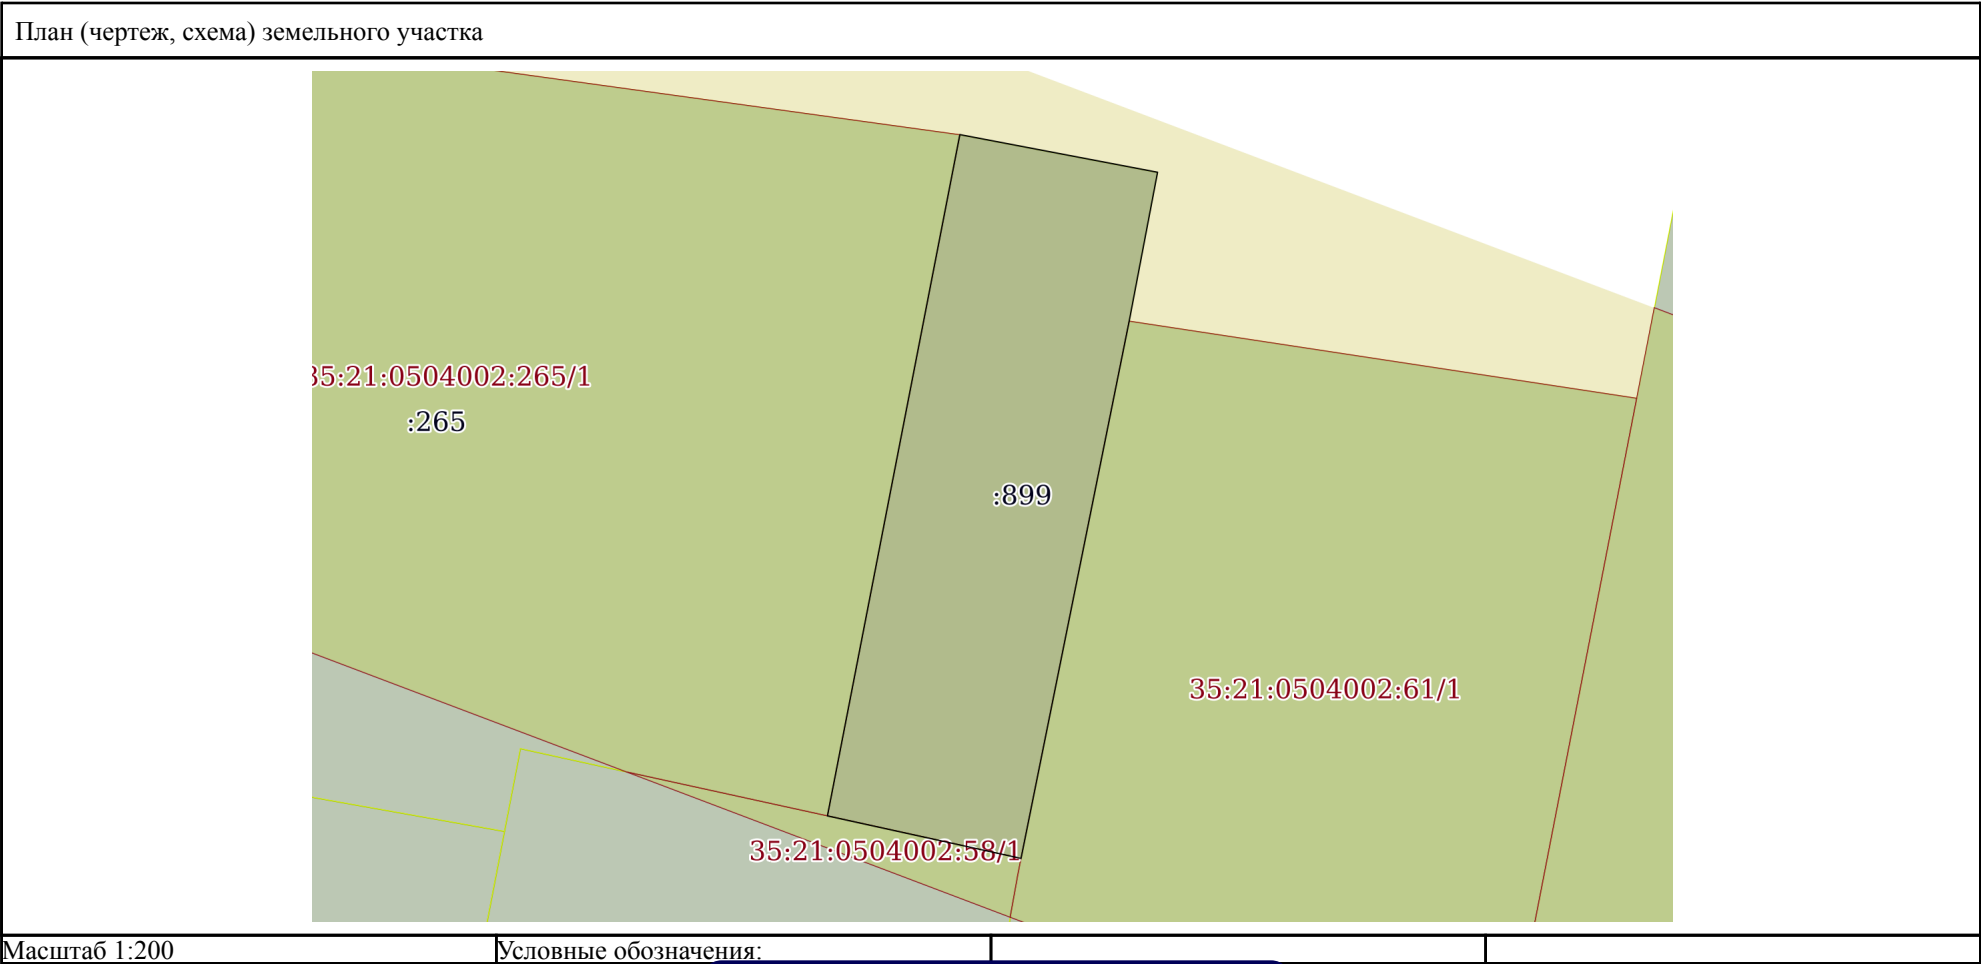 План (чертеж, схема) земельного участка
35:21:0504002:265/1
:265
:899
35:21:0504002:61/1
35:21:0504002:58/1
Масштаб 1:200
Условные обозначения: